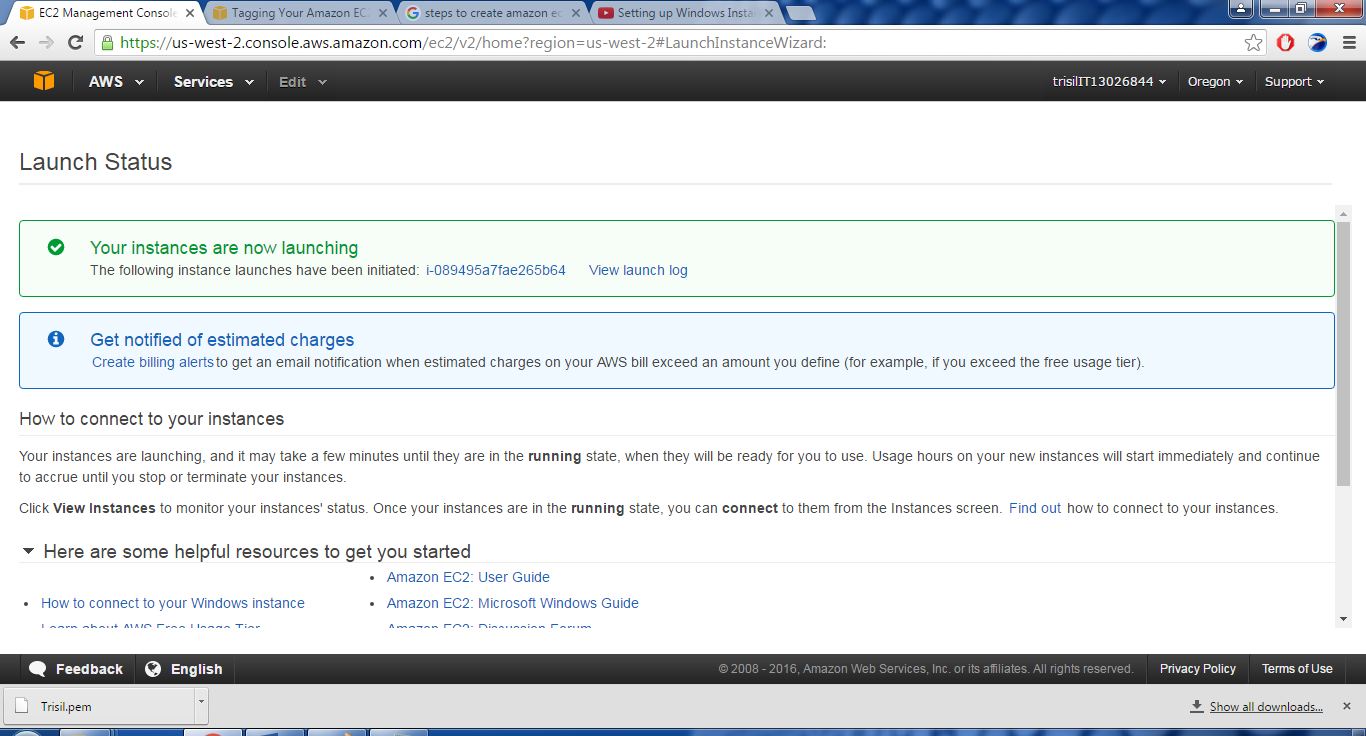 EC2 Management Console
Tagging Your Amazon EC2
steps to create amazon ec
Setting up Windows Insta
https://us-west-2.console.aws.amazon.com/ec2/v2/home?region=us-west-2#LaunchInstanceWizard:
AWS Services Edit trisilIT13026844 Oregon Support
Launch Status
Your instances are now launching
The following instance launches have been initiated: i-089495a7fae265b64 View launch log
Get notified of estimated charges
Create billing alerts to get an email notification when estimated charges on your AWS bill exceed an amount you define (for example, if you exceed the free usage tier).
How to connect to your instances
Your instances are launching, and it may take a few minutes until they are in the running state, when they will be ready for you to use. Usage hours on your new instances will start immediately and continue
to accrue until you stop or terminate your instances.
Click View Instances to monitor your instances' status. Once your instances are in the running state, you can connect to them from the Instances screen. Find out how to connect to your instances.
Here are some helpful resources to get you started
Amazon EC2: User Guide
How to connect to your Windows instance
Amazon EC2: Microsoft Windows Guide
Learn about AWS Free Usage Tier
Amazon EC2: Discussion Forum
Feedback English © 2008 - 2016, Amazon Web Services, Inc. or its affiliates. All rights reserved. Privacy Policy Terms of Use
Trisil.pem
Show all downloads...